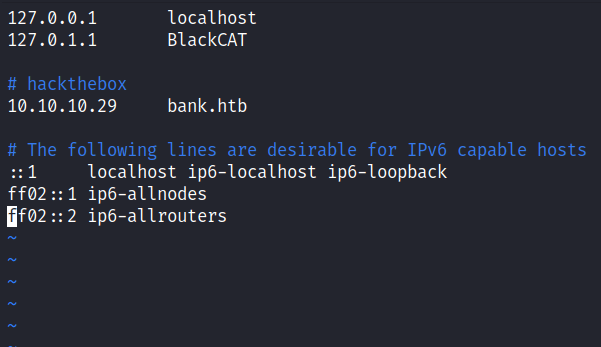 127.0.0.1 localhost
127.0.1.1 BlackCAT
# hackthebox
10.10.10.29 bank.htb
# The following lines are desirable for IPv6 capable hosts
::1 localhost ip6-localhost ip6-loopback
ff02::1 ip6-allnodes
ff02::2 ip6-allrouters
~
~
~
~
~
~